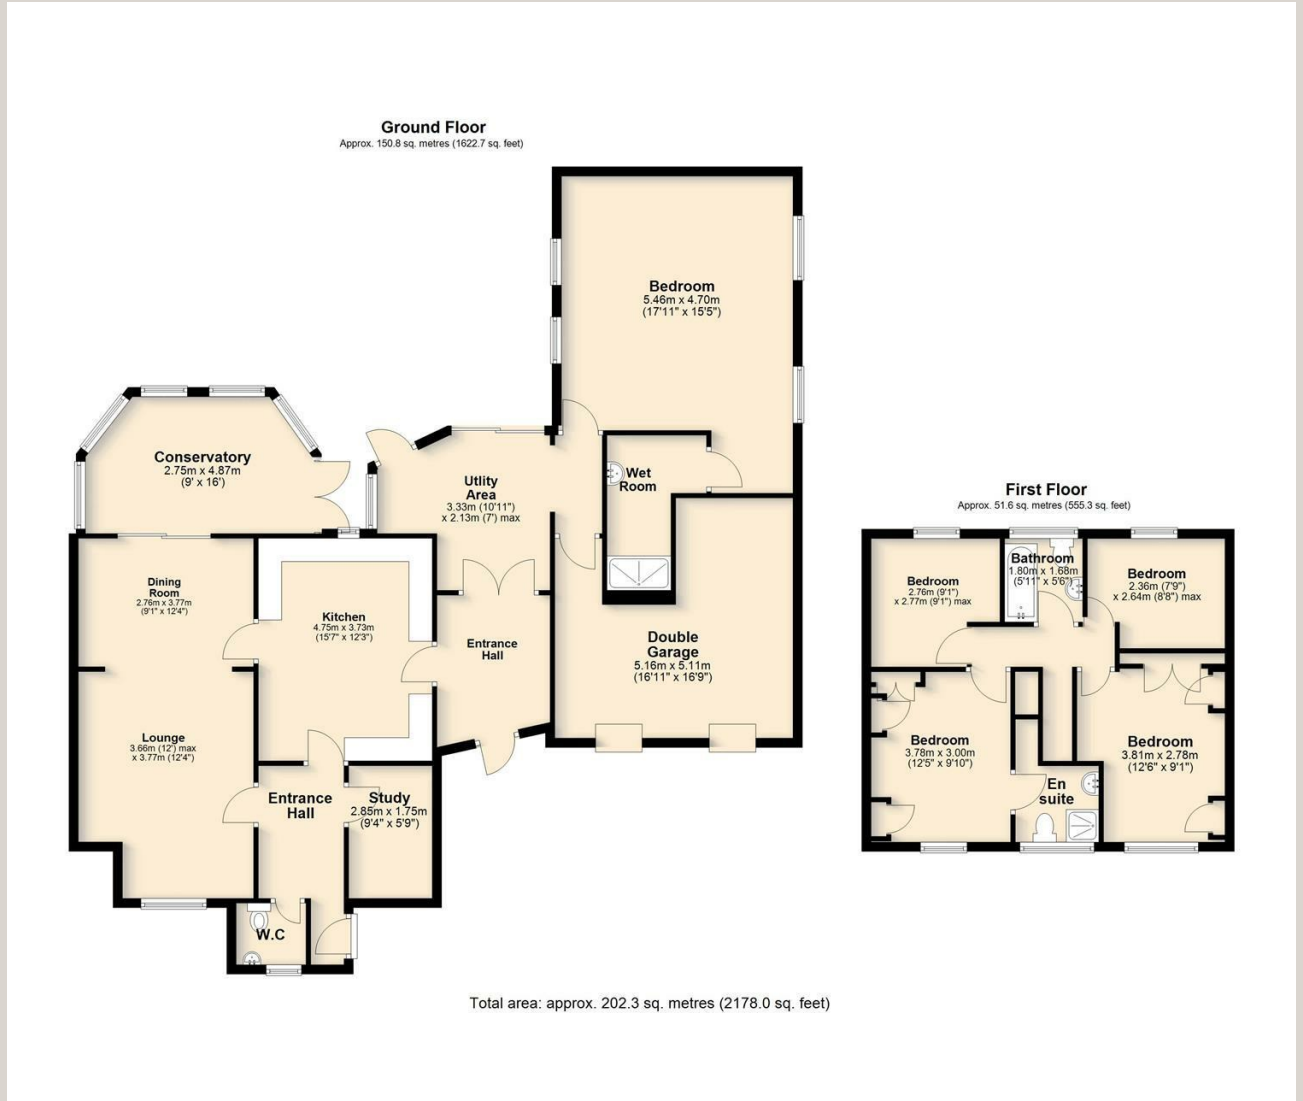 Ground Floor
Approx. 150.8 sq. metres (1622.7 sq. feet)
Bedroom
5.46m x 4.70m
(17'11" x 15'5")
Conservatory
2.75m x 4.87m
(9' x 16')
Utlity
Area
3.33m (10'11")
x 2.13m (7') max
Wet
Room
Dining
Room
2.76m x 3.77m
(9'1" x 12'4")
Kitchen
4.75m x 3.73m
(15'7" x 12'3")
Entrance
Hall
Double
Garage
5.16m x 5.11m
(16'11" x 16'9")
Lounge
3.66m (12') max
x 3.77m (12'4")
Entrance
Hall
Study
2.85m x 1.75m
(9'4" x 5'9")
W.C
First Floor
Approx. 51.6 sq. metres (555.3 sq. feet)
Bedroom
2.76m (9'1")
x 2.77m (9'1") max
Bathroom
1.80m x 1.68m
(5'11" x 5'6")
Bedroom
2.36m (7'9")
x 2.64m (8'8") max
Bedroom
3.78m x 3.00m
(12'5" x 9'10")
En
suite
Bedroom
3.81m x 2.78m
(12'6" x 9'1")
Total area: approx. 202.3 sq. metres (2178.0 sq. feet)